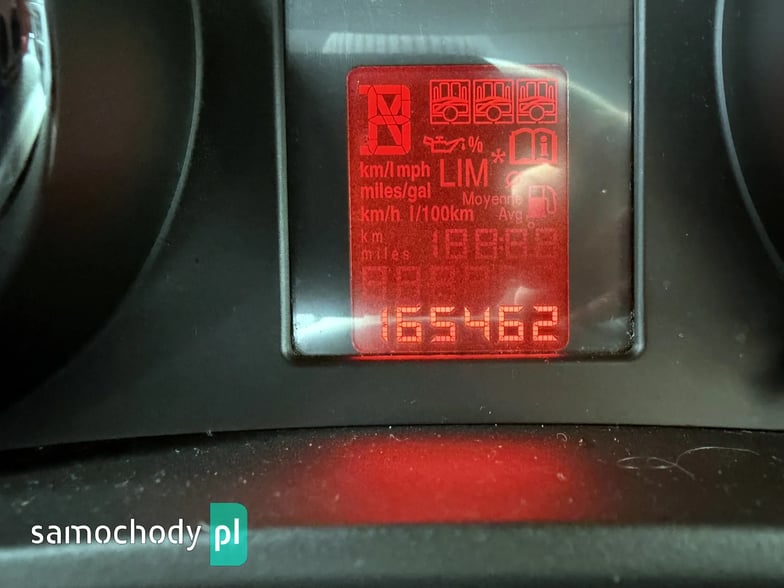 %
km/l mph LIM *
miles/gal
Moyenne
km/h l/100km Avg
km
miles
165462
samochody pl